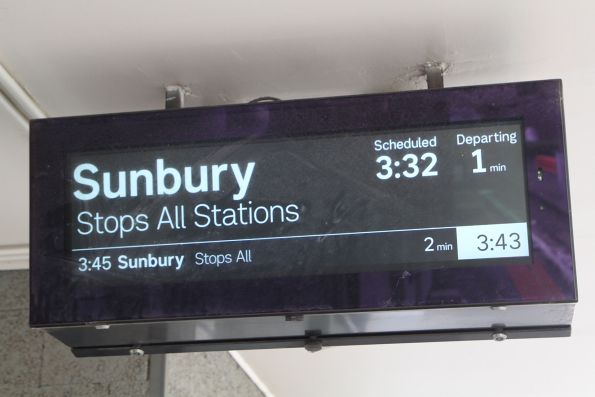 Sunbury Scheduled Departing
3:32 1 min
Stops All Stations
3:45 Sunbury Stops All 2 min 3:43